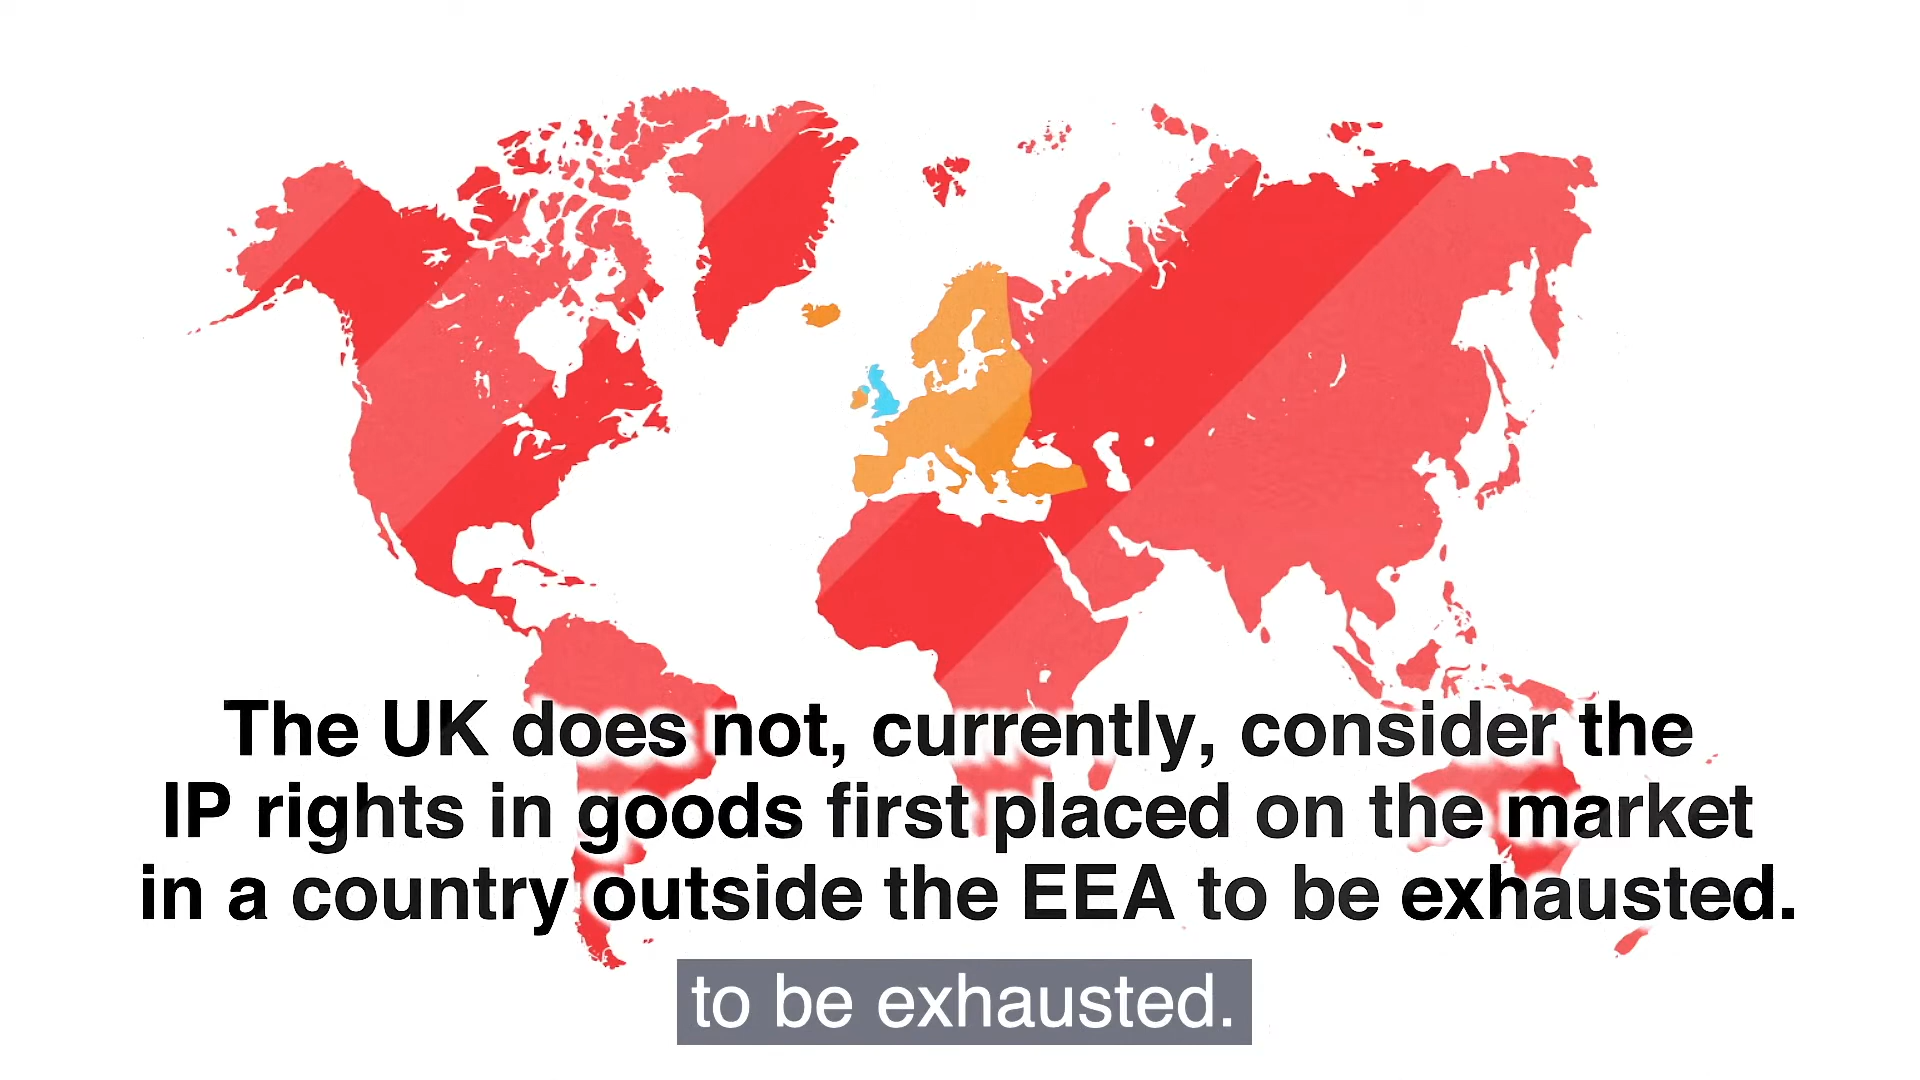 The UK does not, currently, consider the
IP rights in goods first placed on the market
in a country outside the EEA to be exhausted.
to be exhausted.